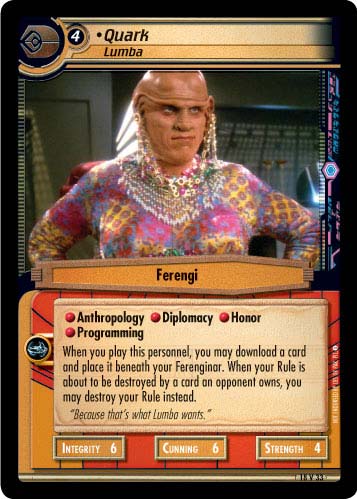 4
•Quark
Lumba
Ferengi
•Anthropology •Diplomacy •Honor
•Programming
When you play this personnel, you may download a card
and place it beneath your Ferenginar. When your Rule is
about to be destroyed by a card an opponent owns, you
may destroy your Rule instead.
"Because that's what Lumba wants."
INTEGRITY 6 CUNNING 6 STRENGTH 4
18 V 33